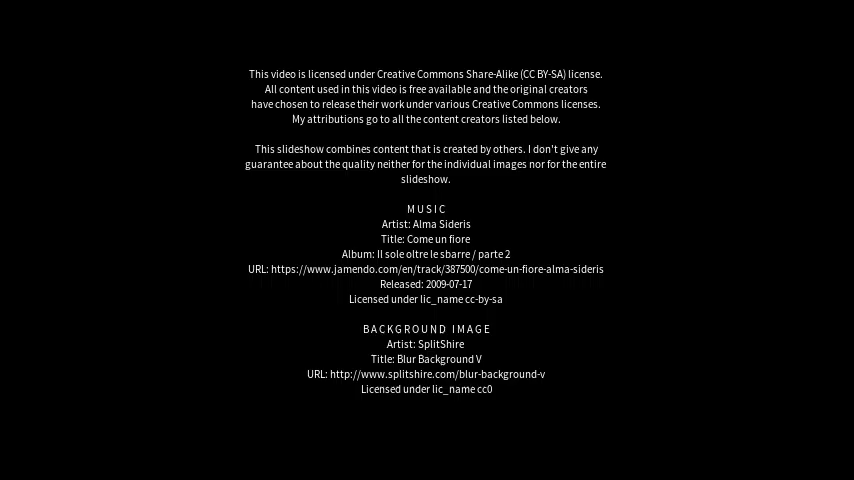 This video is licensed under Creative Commons Share-Alike (CC BY-SA) license.
All content used in this video is free available and the original creators
have chosen to release their work under various Creative Commons licenses.
My attributions go to all the content creators listed below.
This slideshow combines content that is created by others. I don't give any
guarantee about the quality neither for the individual images nor for the entire
slideshow.
MUSIC
Artist: Alma Sideris
Title: Come un fiore
Album: Il sole oltre le sbarre / parte 2
URL: https://www.jamendo.com/en/track/387500/come-un-fiore-alma-sideris
Released: 2009-07-17
Licensed under lic_name cc-by-sa
BACKGROUND IMAGE
Artist: SplitShire
Title: Blur Background V
URL: http://www.splitshire.com/blur-background-v
Licensed under lic_name cc0